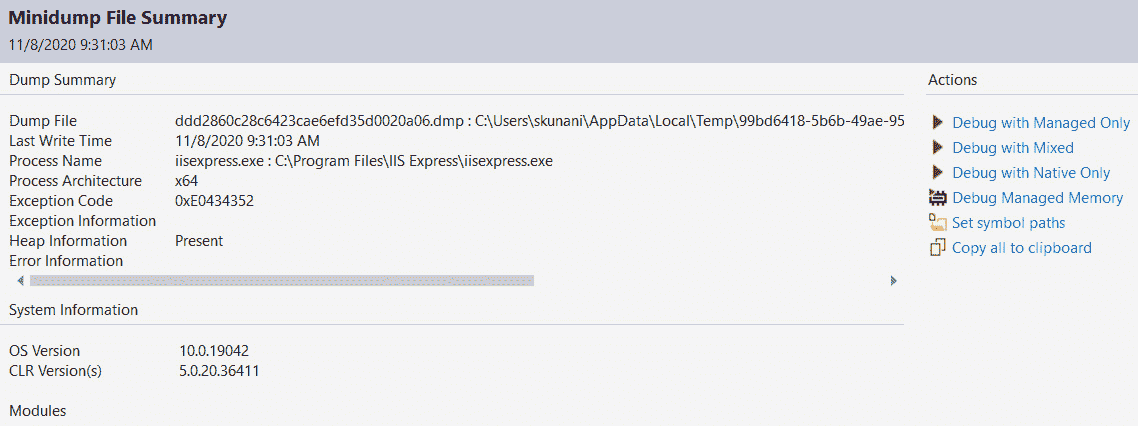 Minidump File Summary
11/8/2020 9:31:03 AM
Dump Summary
Dump File ddd2860c28c6423cae6efd35d0020a06.dmp : C:\Users\skunani\AppData\Local\Temp\99bd6418-5b6b-49ae-95
Last Write Time 11/8/2020 9:31:03 AM
Process Name iisexpress.exe : C:\Program Files\IIS Express\iisexpress.exe
Process Architecture x64
Exception Code 0xE0434352
Exception Information
Heap Information Present
Error Information
System Information
OS Version 10.0.19042
CLR Version(s) 5.0.20.36411
Modules
Actions
Debug with Managed Only
Debug with Mixed
Debug with Native Only
Debug Managed Memory
Set symbol paths
Copy all to clipboard